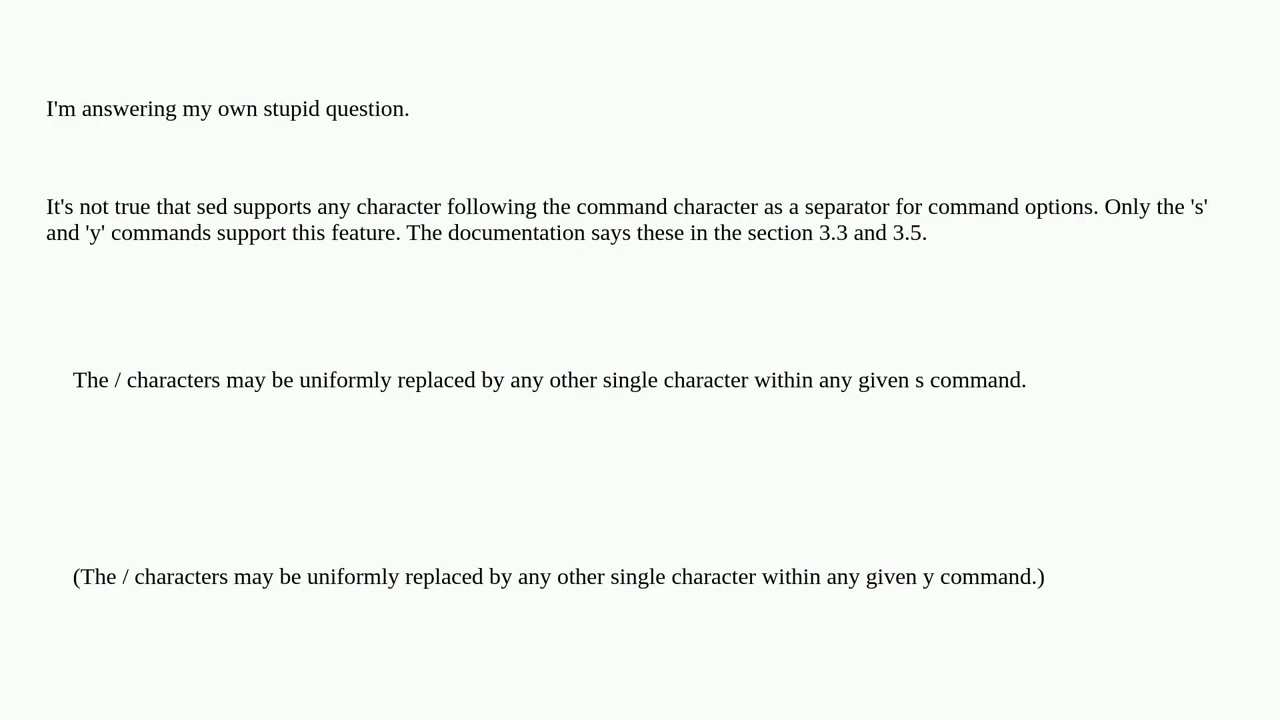 I'm answering my own stupid question.
It's not true that sed supports any character following the command character as a separator for command options. Only the 's'
and 'y' commands support this feature. The documentation says these in the section 3.3 and 3.5.
The / characters may be uniformly replaced by any other single character within any given s command.
(The / characters may be uniformly replaced by any other single character within any given y command.)